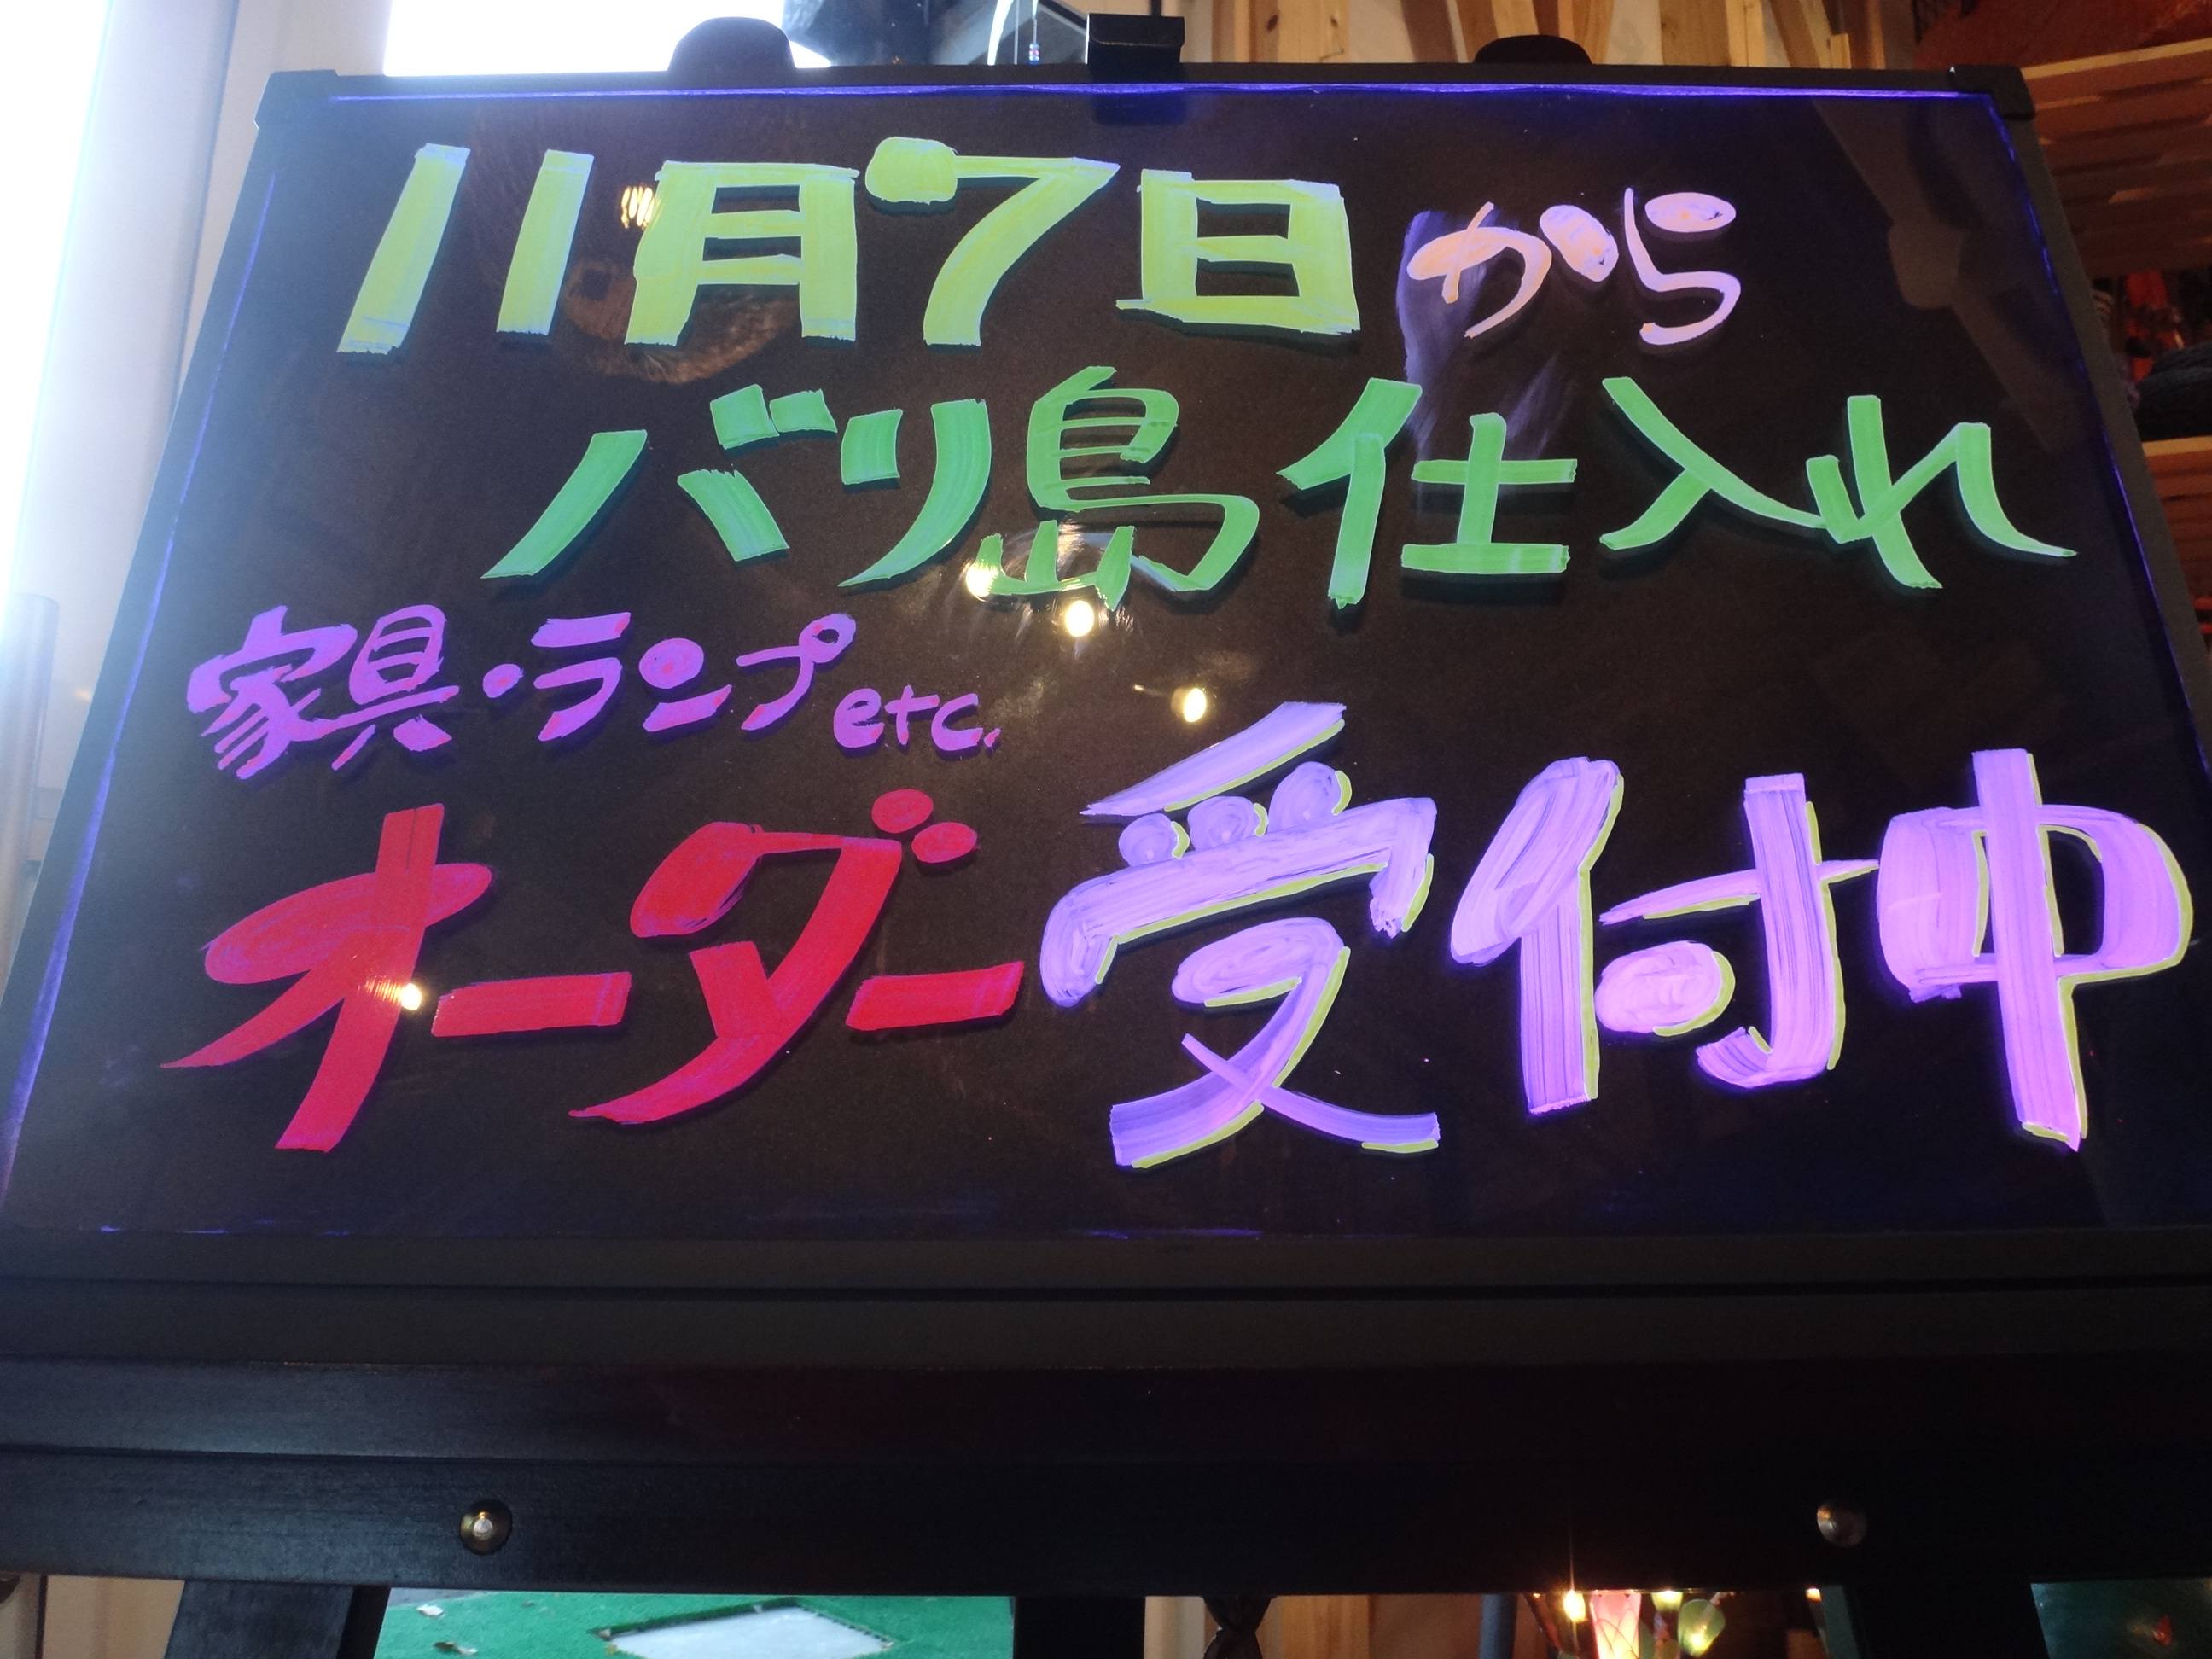 11月7日から
バリ島仕入れ
家具・ランプetc.
オーダー受付中